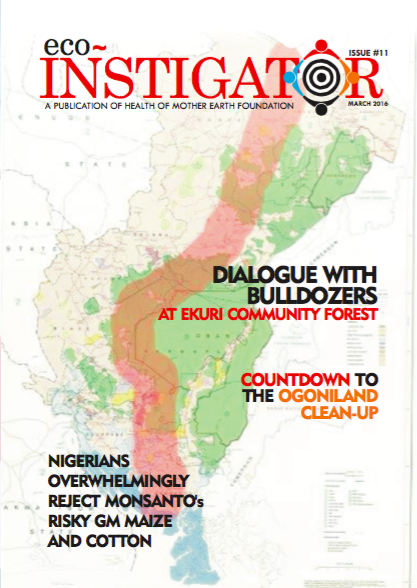 eco~
INSTIGATOR
ISSUE #11
A PUBLICATION OF HEALTH OF MOTHER EARTH FOUNDATION
MARCH 2016
DIALOGUE WITH
BULLDOZERS
AT EKURI COMMUNITY FOREST
COUNTDOWN TO
THE OGONILAND
CLEAN-UP
NIGERIANS
OVERWHELMINGLY
REJECT MONSANTO's
RISKY GM MAIZE
AND COTTON